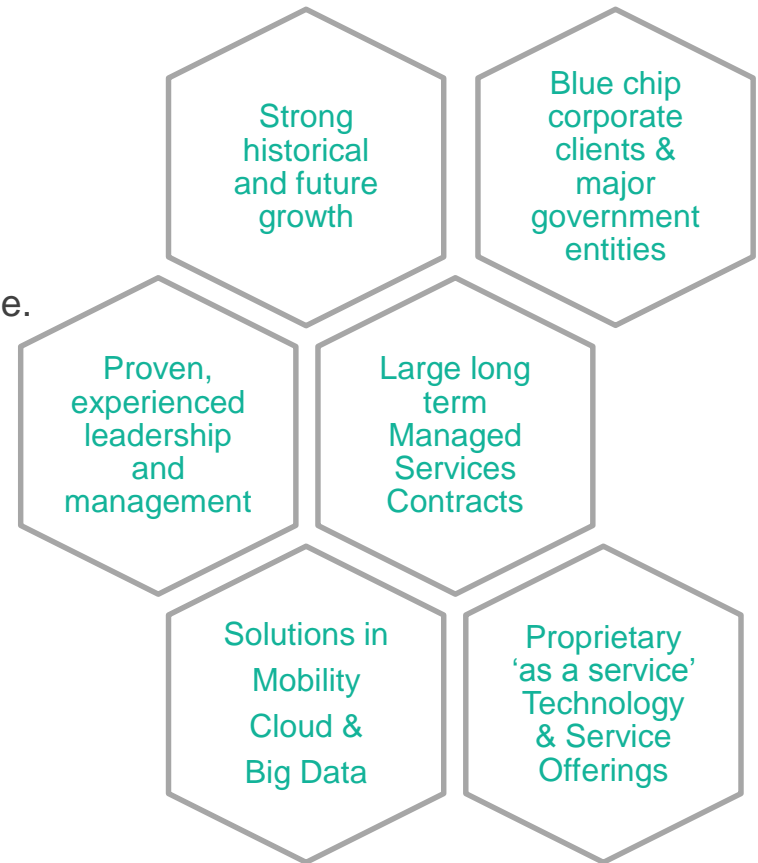 Strong
historical
and future
growth
Blue chip
corporate
clients &
major
government
entities
e.
Proven,
experienced
leadership
and
management
Large long
term
Managed
Services
Contracts
Solutions in
Mobility
Cloud &
Big Data
Proprietary
‘as a service’
Technology
& Service
Offerings